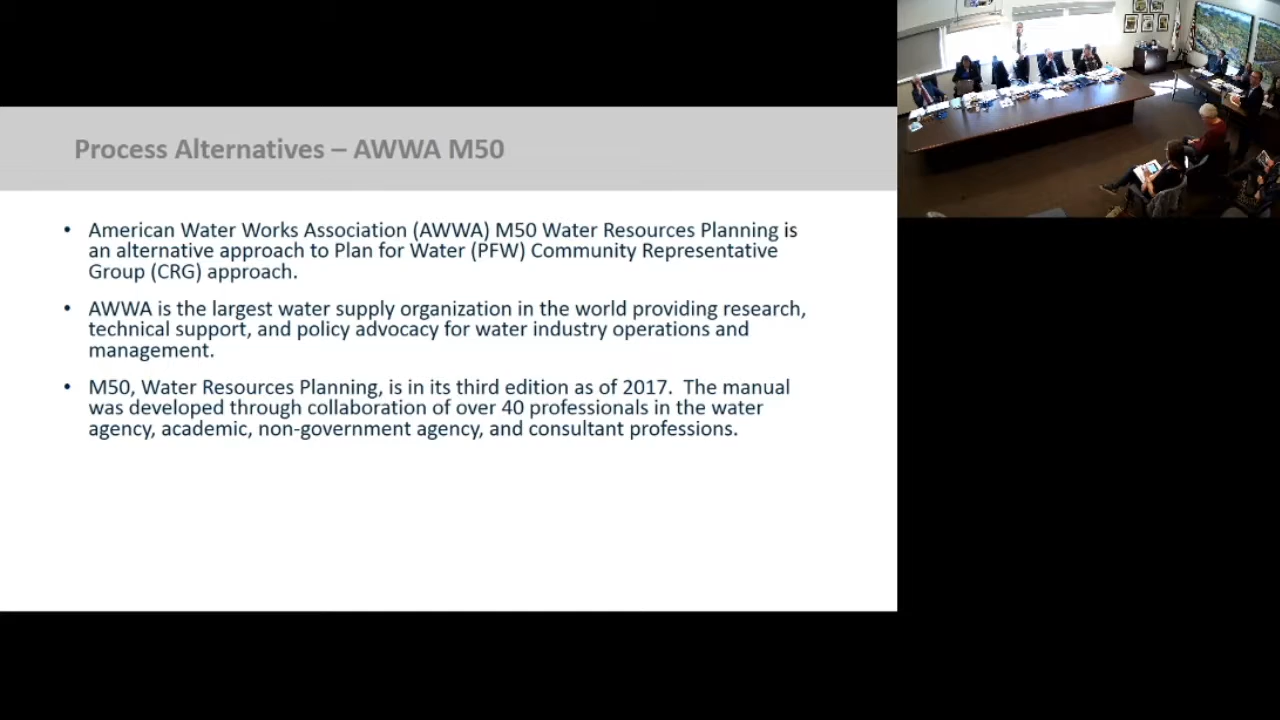 Process Alternatives – AWWA M50
• American Water Works Association (AWWA) M50 Water Resources Planning is
an alternative approach to Plan for Water (PFW) Community Representative
Group (CRG) approach.
• AWWA is the largest water supply organization in the world providing research,
technical support, and policy advocacy for water industry operations and
management.
• M50, Water Resources Planning, is in its third edition as of 2017.  The manual
was developed through collaboration of over 40 professionals in the water
agency, academic, non-government agency, and consultant professions.